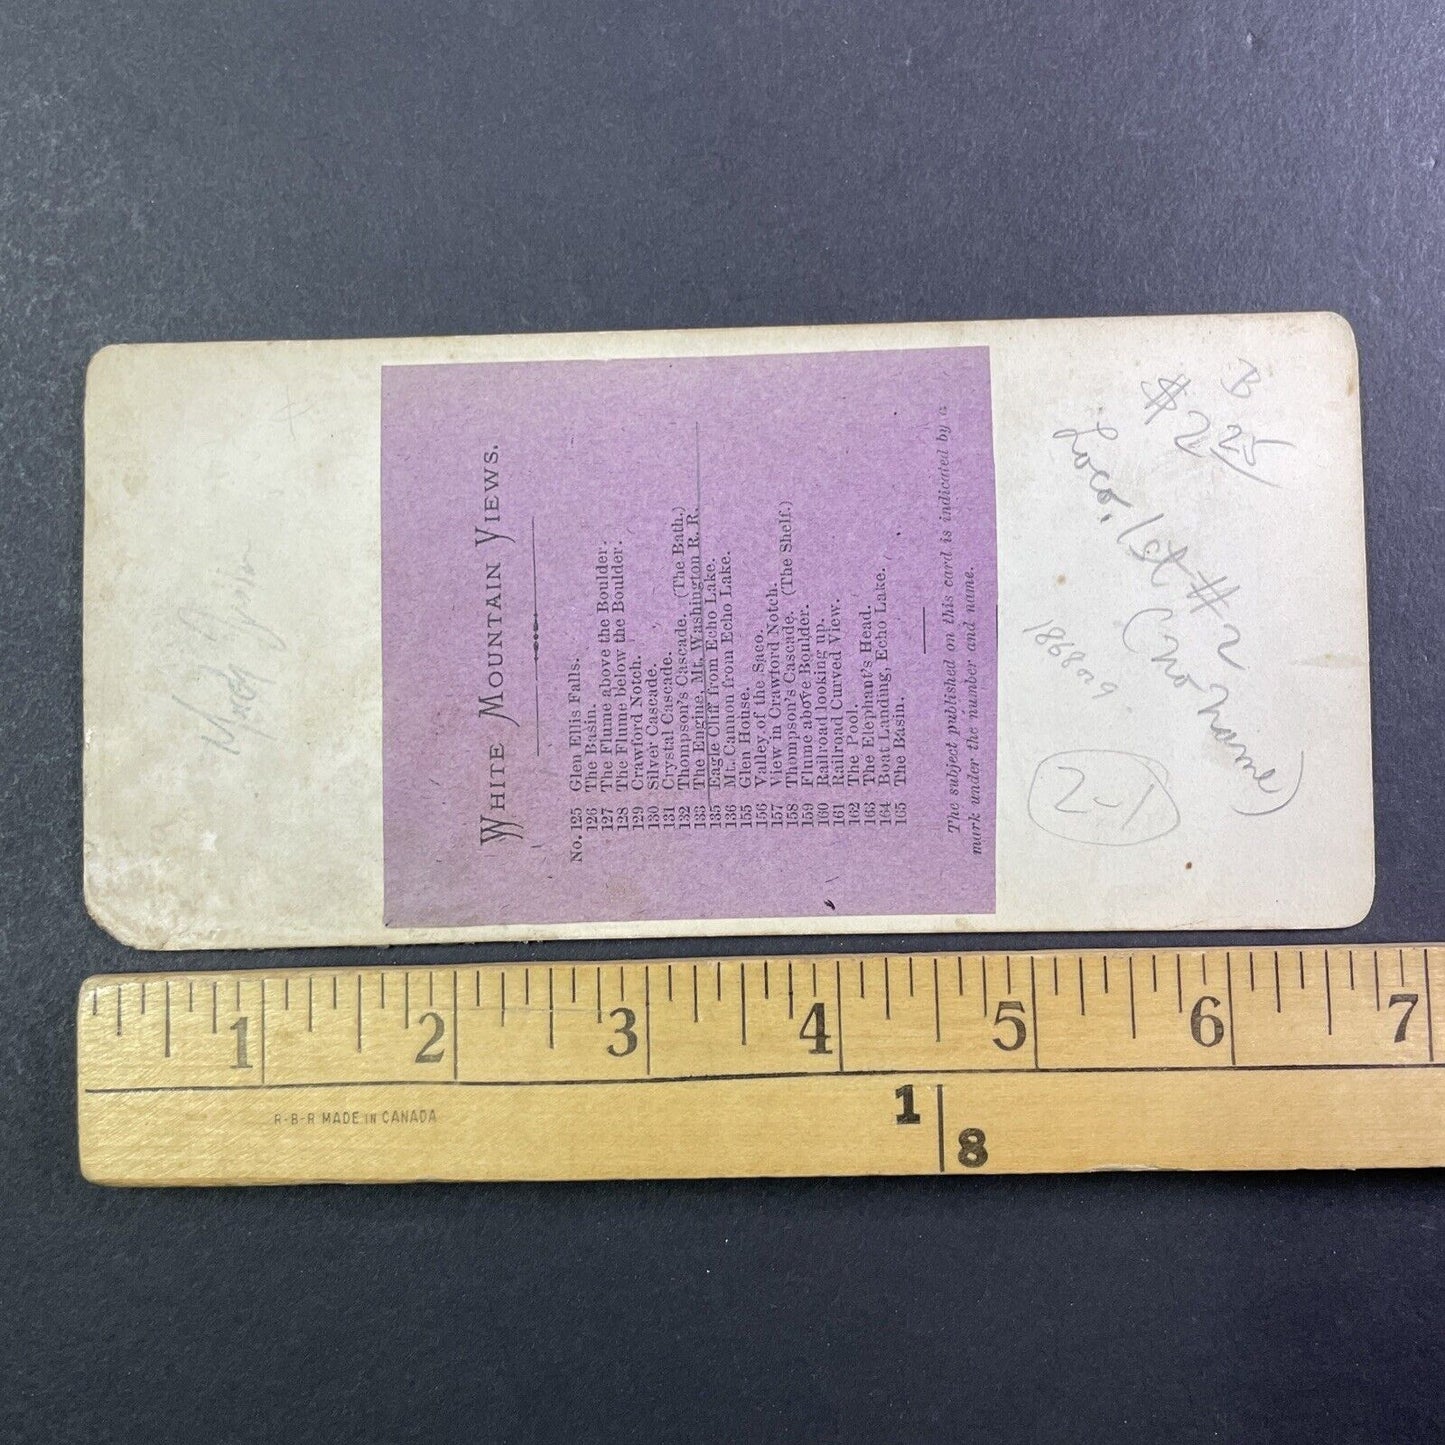 WHITE MOUNTAIN VIEWS.
No. 125 Glen Ellis Falls.
126 The Basin.
127 The Flume above the Boulder.
128 The Flume below the Boulder.
129 Crawford Notch.
130 Silver Cascade.
131 Crystal Cascade.
132 Thompson's Cascade. (The Bath.)
133 The Engine, Mt. Washington R. R.
135 Eagle Cliff from Echo Lake.
136 Mt. Cannon from Echo Lake.
155 Glen House.
156 Valley of the Saco.
157 View in Crawford Notch.
158 Thompson's Cascade. (The Shelf.)
159 Flume above Boulder.
160 Railroad looking up.
161 Railroad Curved View.
162 The Pool.
163 The Elephant's Head.
164 Boat Landing, Echo Lake.
165 The Basin.
The subject published on this card is indicated by a
mark under the number and name.
B
$2 25/
Loco, 1st #2
(no name)
1868 or 9
2-1
1 2 3 4 5 6 7
R-B-R MADE IN CANADA
1 8